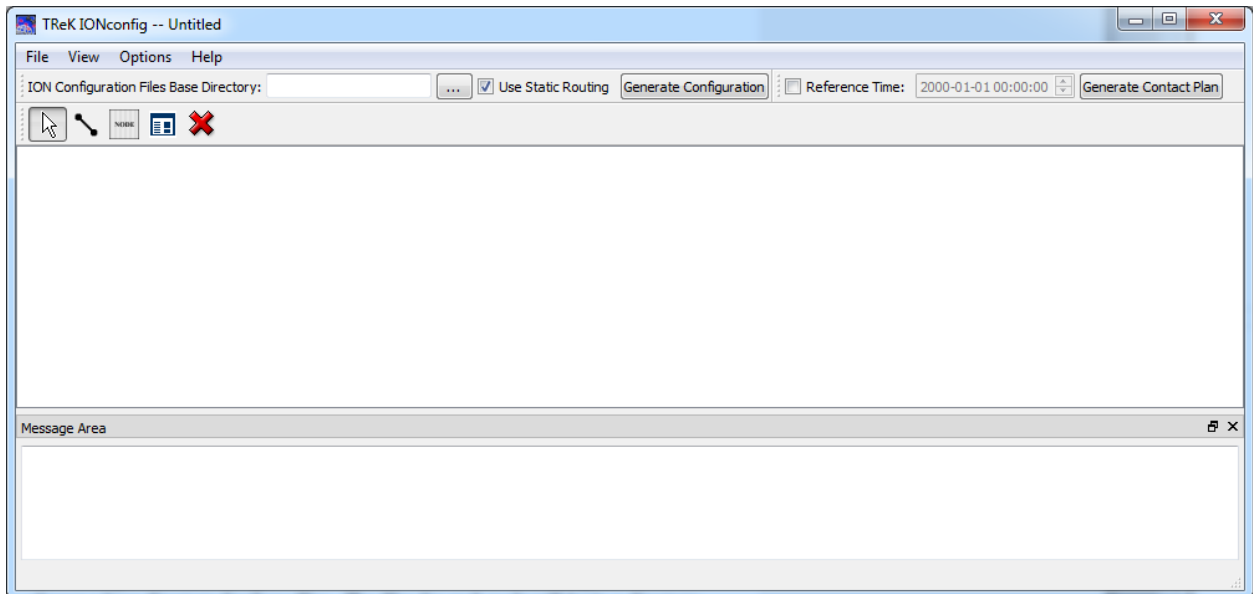 TReK IONconfig -- Untitled
File View Options Help
ION Configuration Files Base Directory: ... Use Static Routing Generate Configuration Reference Time: 2000-01-01 00:00:00 Generate Contact Plan
NODE
Message Area